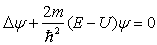 Δψ + 2m/ℏ² (E − U)ψ = 0